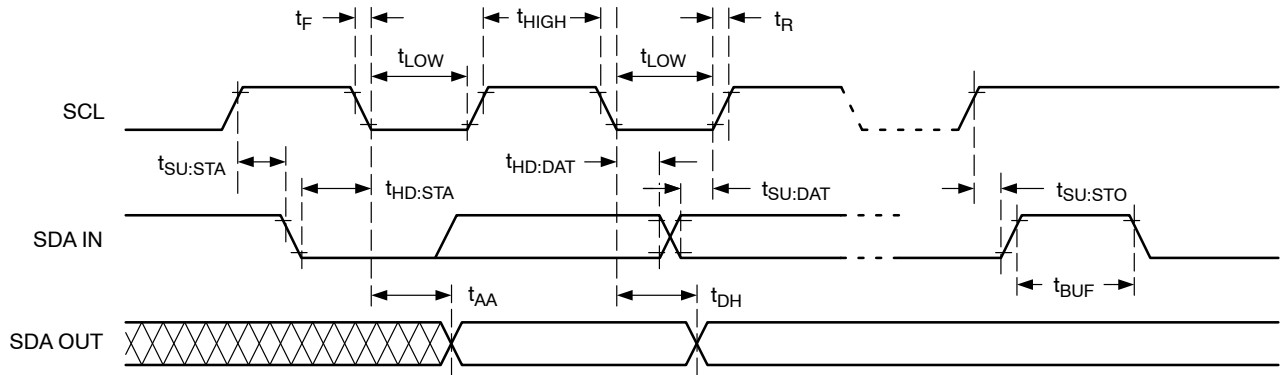 tF
tHIGH
tR
tLOW
tLOW
SCL
tSU:STA
tHD:STA
tHD:DAT
tSU:DAT
tSU:STO
SDA IN
tBUF
tAA
tDH
SDA OUT